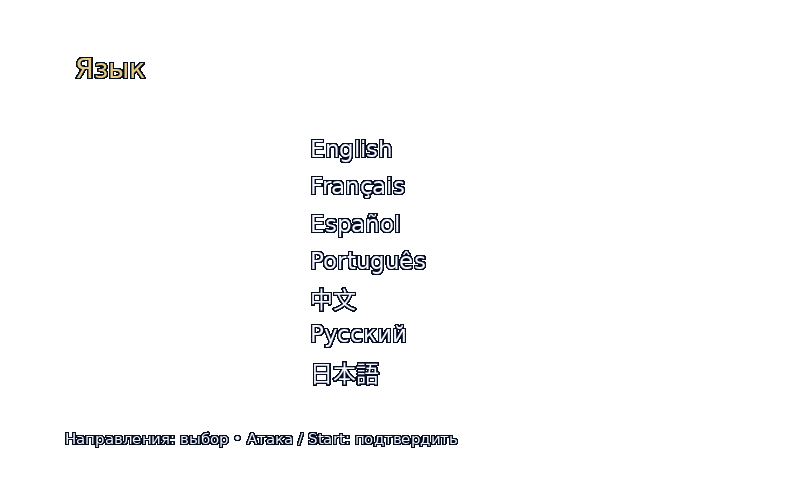 Язык
English
Français
Español
Português
中文
Русский
日本語
Направления: выбор • Атака / Start: подтвердить